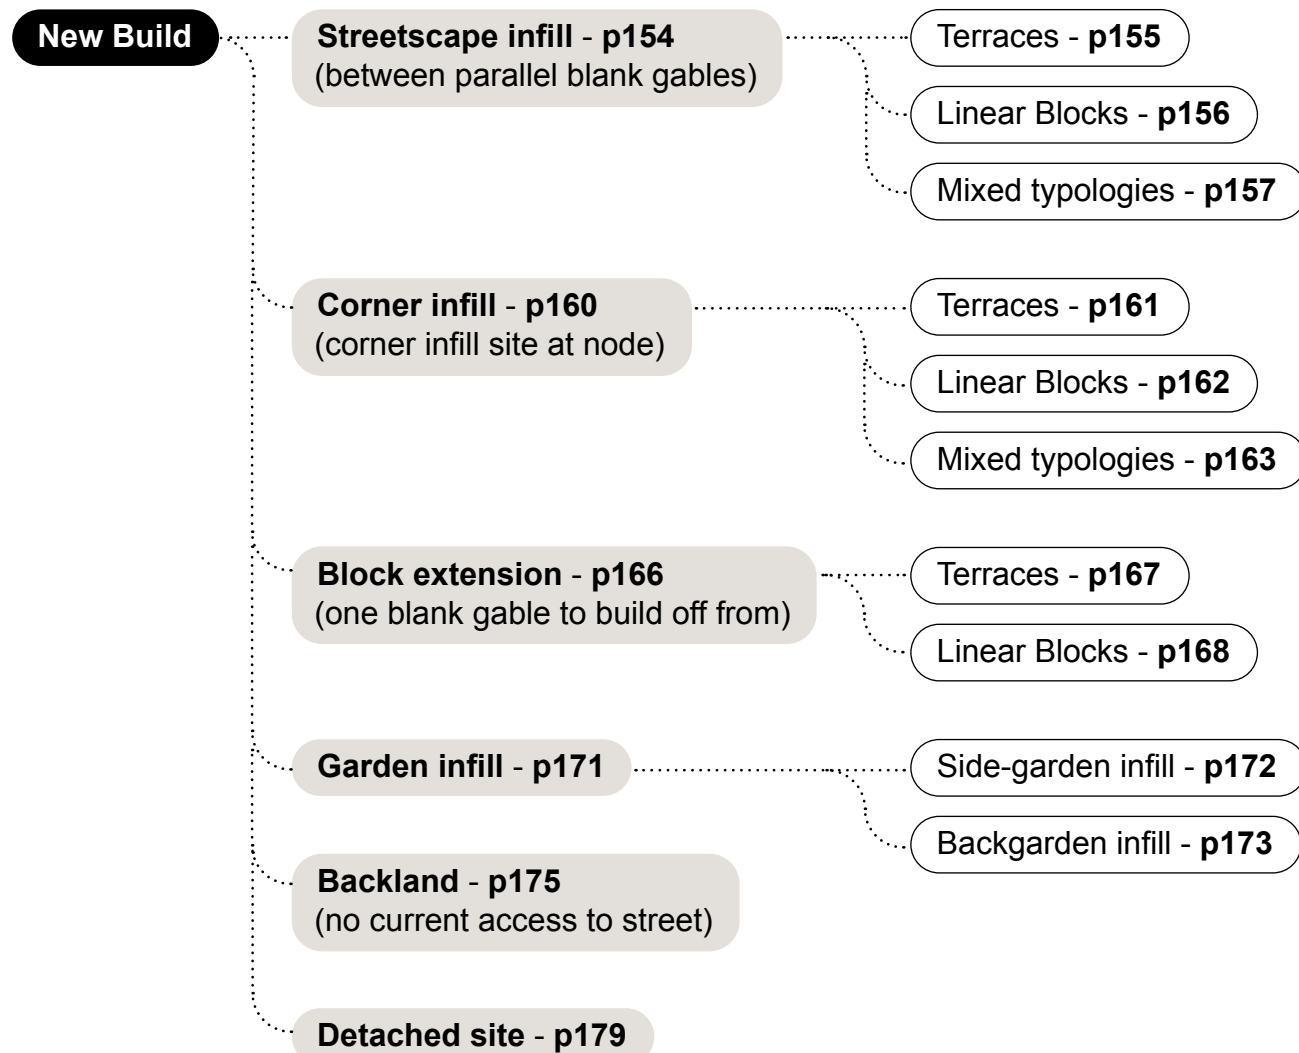 New Build
Streetscape infill - p154
(between parallel blank gables)
Terraces - p155
Linear Blocks - p156
Mixed typologies - p157
Corner infill - p160
(corner infill site at node)
Terraces - p161
Linear Blocks - p162
Mixed typologies - p163
Block extension - p166
(one blank gable to build off from)
Terraces - p167
Linear Blocks - p168
Garden infill - p171
Side-garden infill - p172
Backgarden infill - p173
Backland - p175
(no current access to street)
Detached site - p179